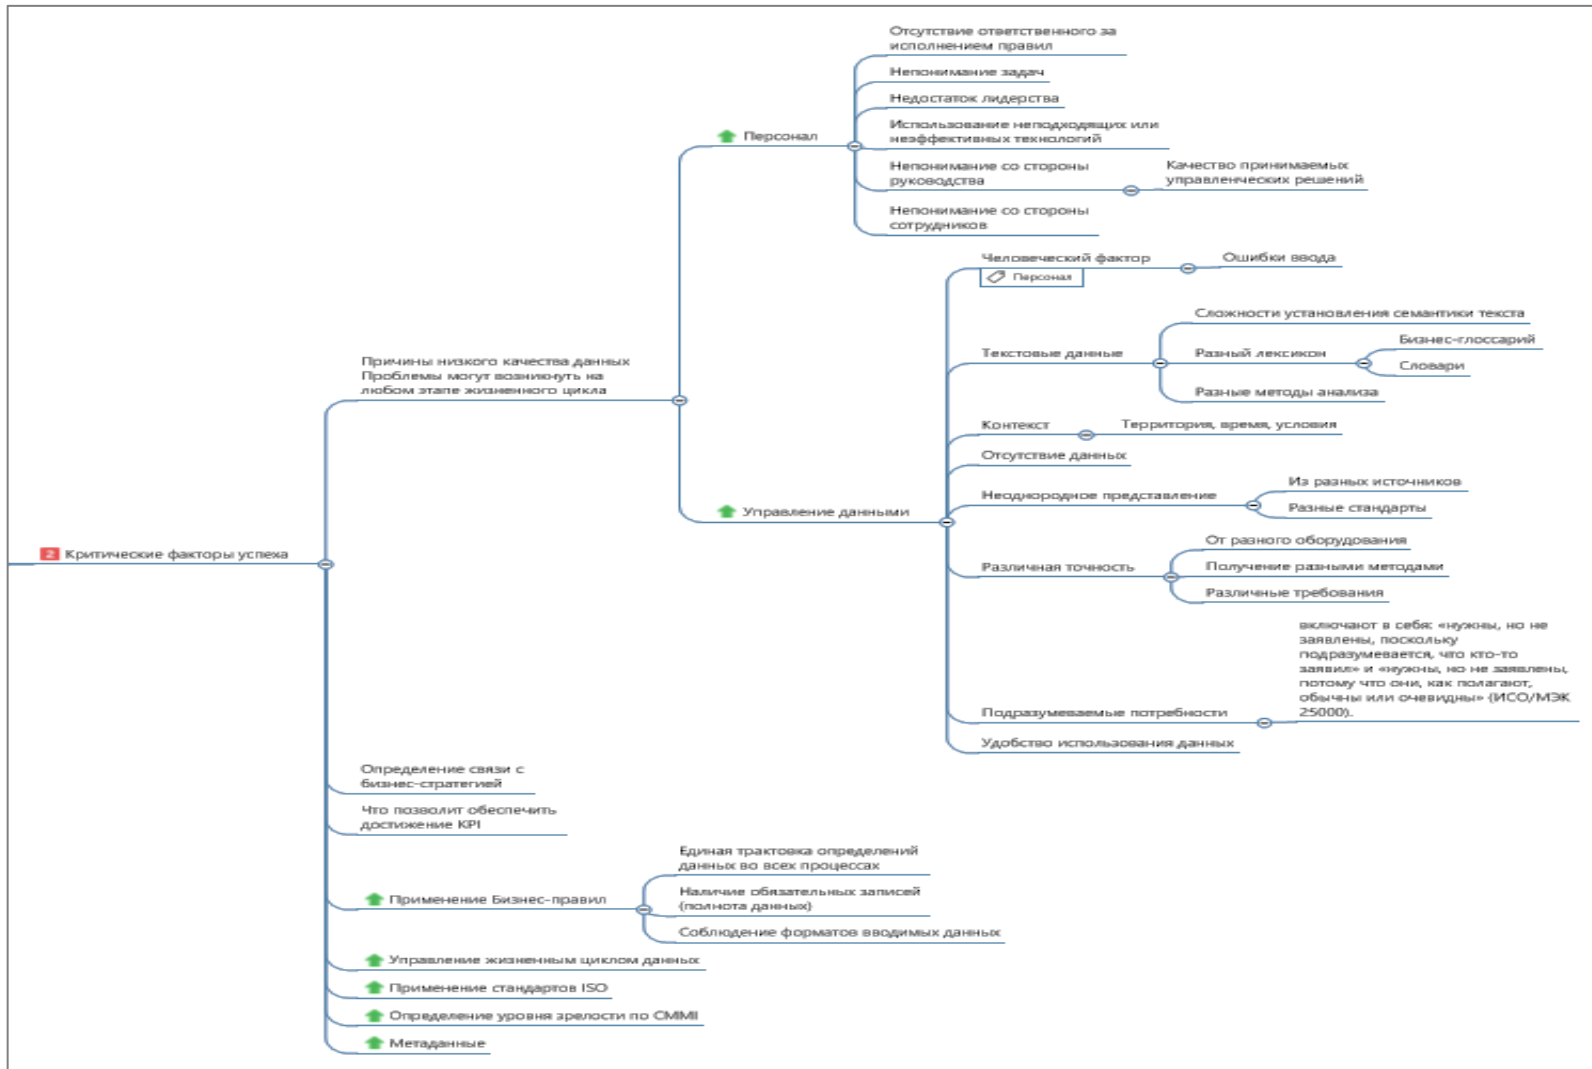 Отсутствие ответственного за
исполнением правил
Непонимание задач
Недостаток лидерства
Использование неподходящих или
неэффективных технологий
Персонал
Непонимание со стороны
руководства
Качество принимаемых
управленческих решений
Непонимание со стороны
сотрудников
Человеческий фактор
Персонал
Ошибки ввода
Сложности установления семантики текста
Текстовые данные
Разный лексикон
Бизнес-глоссарий
Словари
Разные методы анализа
Причины низкого качества данных
Проблемы могут возникнуть на
любом этапе жизненного цикла
Контекст
Территория, время, условия
Отсутствие данных
Неоднородное представление
Из разных источников
Разные стандарты
Управление данными
2 Критические факторы успеха
Различная точность
От разного оборудования
Получение разными методами
Различные требования
включают в себя: «нужны, но не
заявлены, поскольку
подразумевается, что кто-то
заявил» и «нужны, но не заявлены,
потому что они, как полагают,
обычны или очевидны» (ИСО/МЭК
25000).
Подразумеваемые потребности
Удобство использования данных
Определение связи с
бизнес-стратегией
Что позволит обеспечить
достижение KPI
Применение Бизнес-правил
Единая трактовка определений
данных во всех процессах
Наличие обязательных записей
(полнота данных)
Соблюдение форматов вводимых данных
Управление жизненным циклом данных
Применение стандартов ISO
Определение уровня зрелости по CMMI
Метаданные